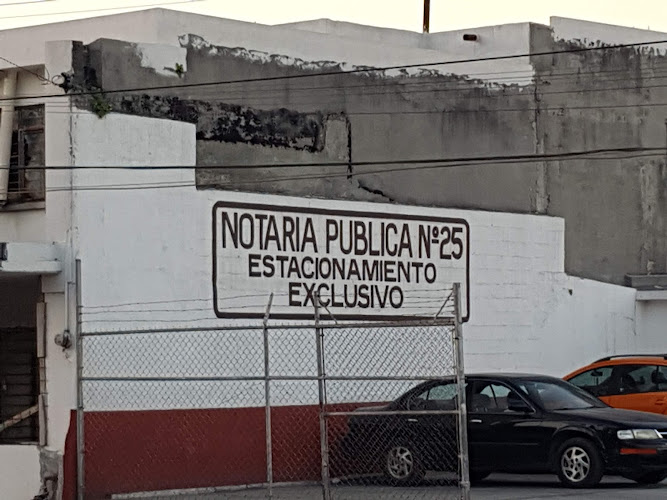 NOTARIA PUBLICA Nº25
ESTACIONAMIENTO
EXCLUSIVO